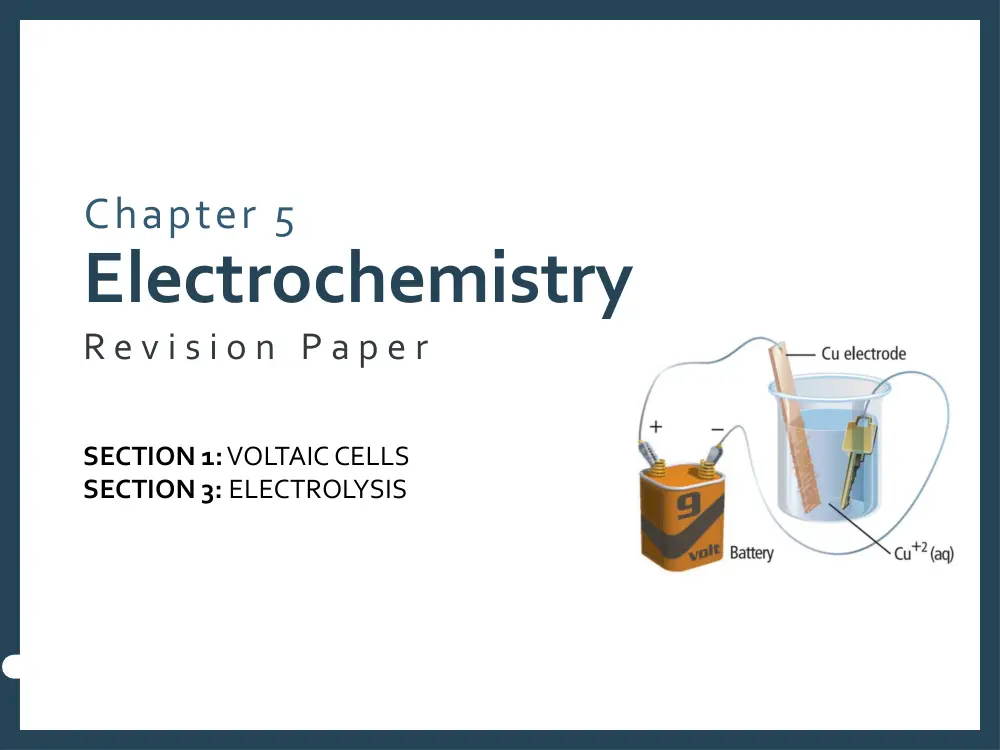 Chapter 5
Electrochemistry
Revision Paper
SECTION 1: VOLTAIC CELLS
SECTION 3: ELECTROLYSIS
Cu electrode
+ −
9
volt
Battery
Cu⁺² (aq)